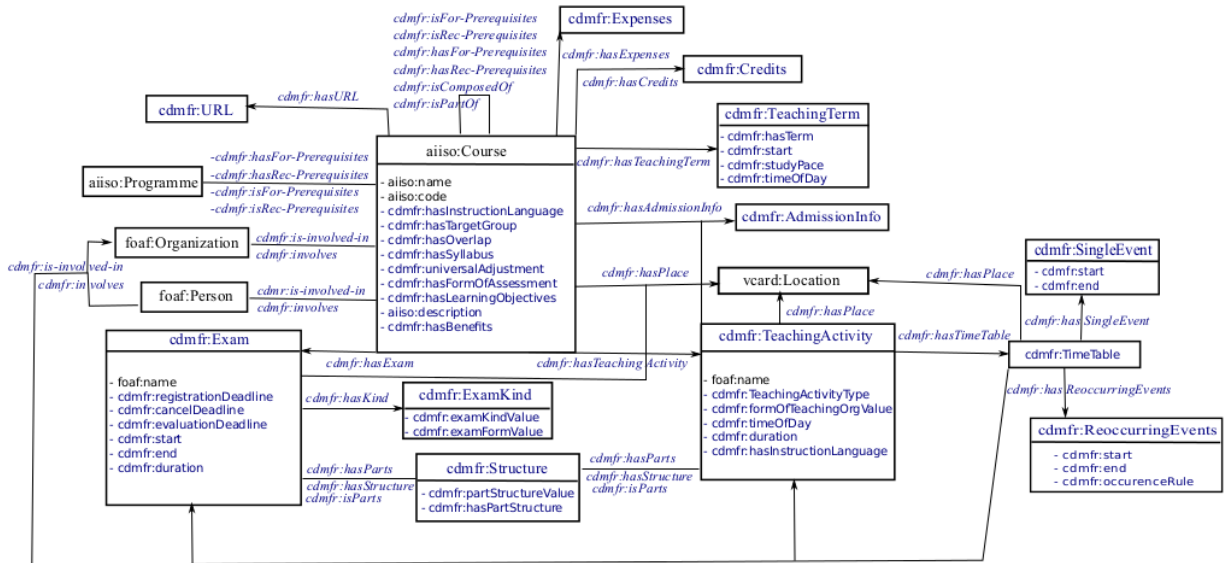 cdmfr:isFor-Prerequisites
cdmfr:isRec-Prerequisites
cdmfr:hasFor-Prerequisites
cdmfr:hasRec-Prerequisites
cdmfr:isComposedOf
cdmfr:isPartOf
cdmfr:Expenses
cdmfr:hasExpenses
cdmfr:Credits
cdmfr:hasCredits
cdmfr:URL
cdmfr:hasURL
cdmfr:TeachingTerm
- cdmfr:hasTerm
- cdmfr:start
- cdmfr:studyPace
- cdmfr:timeOfDay
cdmfr:hasTeachingTerm
aiiso:Course
- aiiso:name
- aiiso:code
- cdmfr:hasInstructionLanguage
- cdmfr:hasTargetGroup
- cdmfr:hasOverlap
- cdmfr:hasSyllabus
- cdmfr:universalAdjustment
- cdmfr:hasFormOfAssessment
- cdmfr:hasLearningObjectives
- aiiso:description
- cdmfr:hasBenefits
aiiso:Programme
-cdmfr:hasFor-Prerequisites
-cdmfr:hasRec-Prerequisites
-cdmfr:isFor-Prerequisites
-cdmfr:isRec-Prerequisites
cdmfr:hasAdmissionInfo
cdmfr:AdmissionInfo
foaf:Organization
cdmfr:is-involved-in
cdmfr:involves
cdmfr:is-involved-in
cdmfr:involves
foaf:Person
cdmr:is-involved-in
cdmfr:involves
cdmfr:hasPlace
vcard:Location
cdmfr:hasPlace
cdmfr:hasPlace
cdmfr:SingleEvent
- cdmfr:start
- cdmfr:end
cdmfr:has SingleEvent
cdmfr:Exam
- foaf:name
- cdmfr:registrationDeadline
- cdmfr:cancelDeadline
- cdmfr:evaluationDeadline
- cdmfr:start
- cdmfr:end
- cdmfr:duration
cdmfr:hasExam
cdmfr:hasTeaching Activity
cdmfr:TeachingActivity
- foaf:name
- cdmfr:TeachingActivityType
- cdmfr:formOfTeachingOrgValue
- cdmfr:timeOfDay
- cdmfr:duration
- cdmfr:hasInstructionLanguage
cdmfr:hasTimeTable
cdmfr:TimeTable
cdmfr:has ReoccurringEvents
cdmfr:ReoccurringEvents
- cdmfr:start
- cdmfr:end
- cdmfr:occurenceRule
cdmfr:hasKind
cdmfr:ExamKind
- cdmfr:examKindValue
- cdmfr:examFormValue
cdmfr:hasParts
cdmfr:hasStructure
cdmfr:isParts
cdmfr:Structure
- cdmfr:partStructureValue
- cdmfr:hasPartStructure
cdmfr:hasParts
cdmfr:hasStructure
cdmfr:isParts